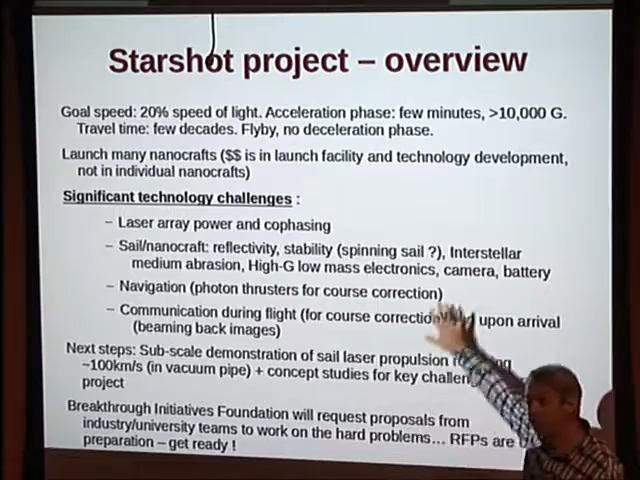 Starshot project – overview
Goal speed: 20% speed of light. Acceleration phase: few minutes, >10,000 G.
Travel time: few decades. Flyby, no deceleration phase.
Launch many nanocrafts ($$ is in launch facility and technology development,
not in individual nanocrafts)
Significant technology challenges :
– Laser array power and cophasing
– Sail/nanocraft: reflectivity, stability (spinning sail ?), Interstellar
medium abrasion, High-G low mass electronics, camera, battery
– Navigation (photon thrusters for course correction)
– Communication during flight (for course correctio upon arrival
(beaming back images)
Next steps: Sub-scale demonstration of sail laser propulsion
~100km/s (in vacuum pipe) + concept studies for key challen
project
Breakthrough Initiatives Foundation will request proposals from
industry/university teams to work on the hard problems… RFPs are
preparation – get ready !